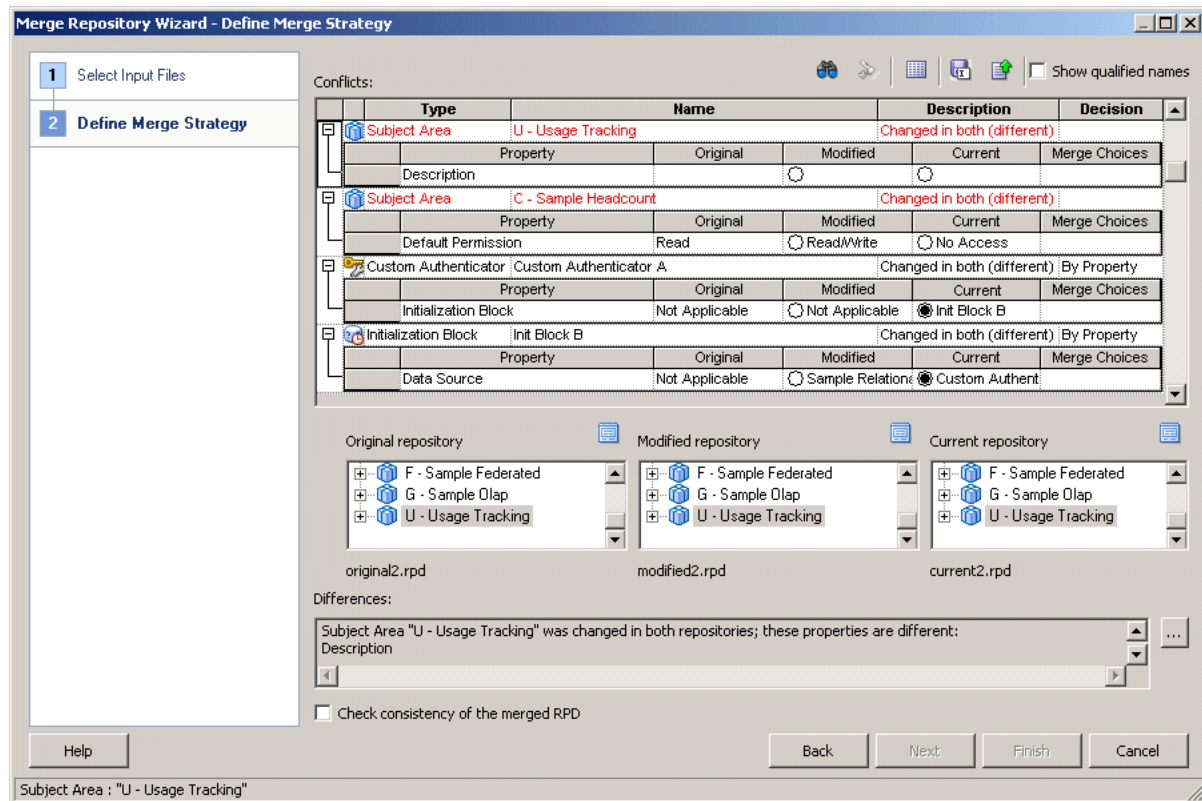 Merge Repository Wizard - Define Merge Strategy
1 Select Input Files
2 Define Merge Strategy
Conflicts:
Show qualified names
Type Name Description Decision
Subject Area U - Usage Tracking Changed in both (different)
Property Original Modified Current Merge Choices
Description
Subject Area C - Sample Headcount Changed in both (different)
Property Original Modified Current Merge Choices
Default Permission Read Read/Write No Access
Custom Authenticator Custom Authenticator A Changed in both (different) By Property
Property Original Modified Current Merge Choices
Initialization Block Not Applicable Not Applicable Init Block B
Initialization Block Init Block B Changed in both (different) By Property
Property Original Modified Current Merge Choices
Data Source Not Applicable Sample Relation Custom Authent
Original repository Modified repository Current repository
F - Sample Federated F - Sample Federated F - Sample Federated
G - Sample Olap G - Sample Olap G - Sample Olap
U - Usage Tracking U - Usage Tracking U - Usage Tracking
original2.rpd modified2.rpd current2.rpd
Differences:
Subject Area "U - Usage Tracking" was changed in both repositories; these properties are different:
Description
...
Check consistency of the merged RPD
Help Back Next Finish Cancel
Subject Area : "U - Usage Tracking"